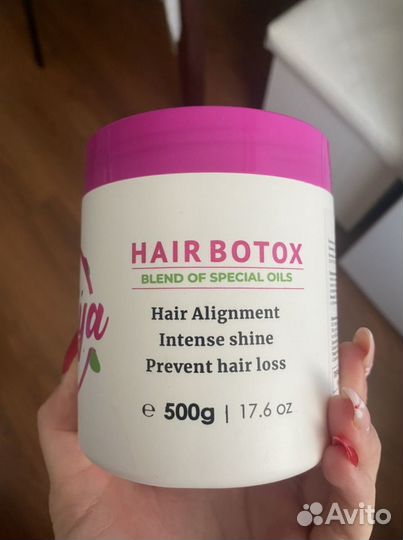 HAIR BOTOX
BLEND OF SPECIAL OILS
Hair Alignment
Intense shine
Prevent hair loss
℮ 500g | 17.6 oz
Avito